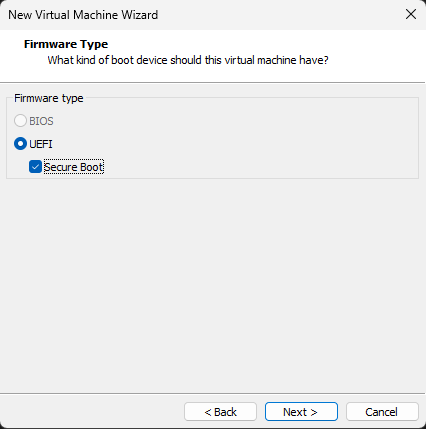 New Virtual Machine Wizard
Firmware Type
What kind of boot device should this virtual machine have?
Firmware type
BIOS
UEFI
Secure Boot
< Back
Next >
Cancel